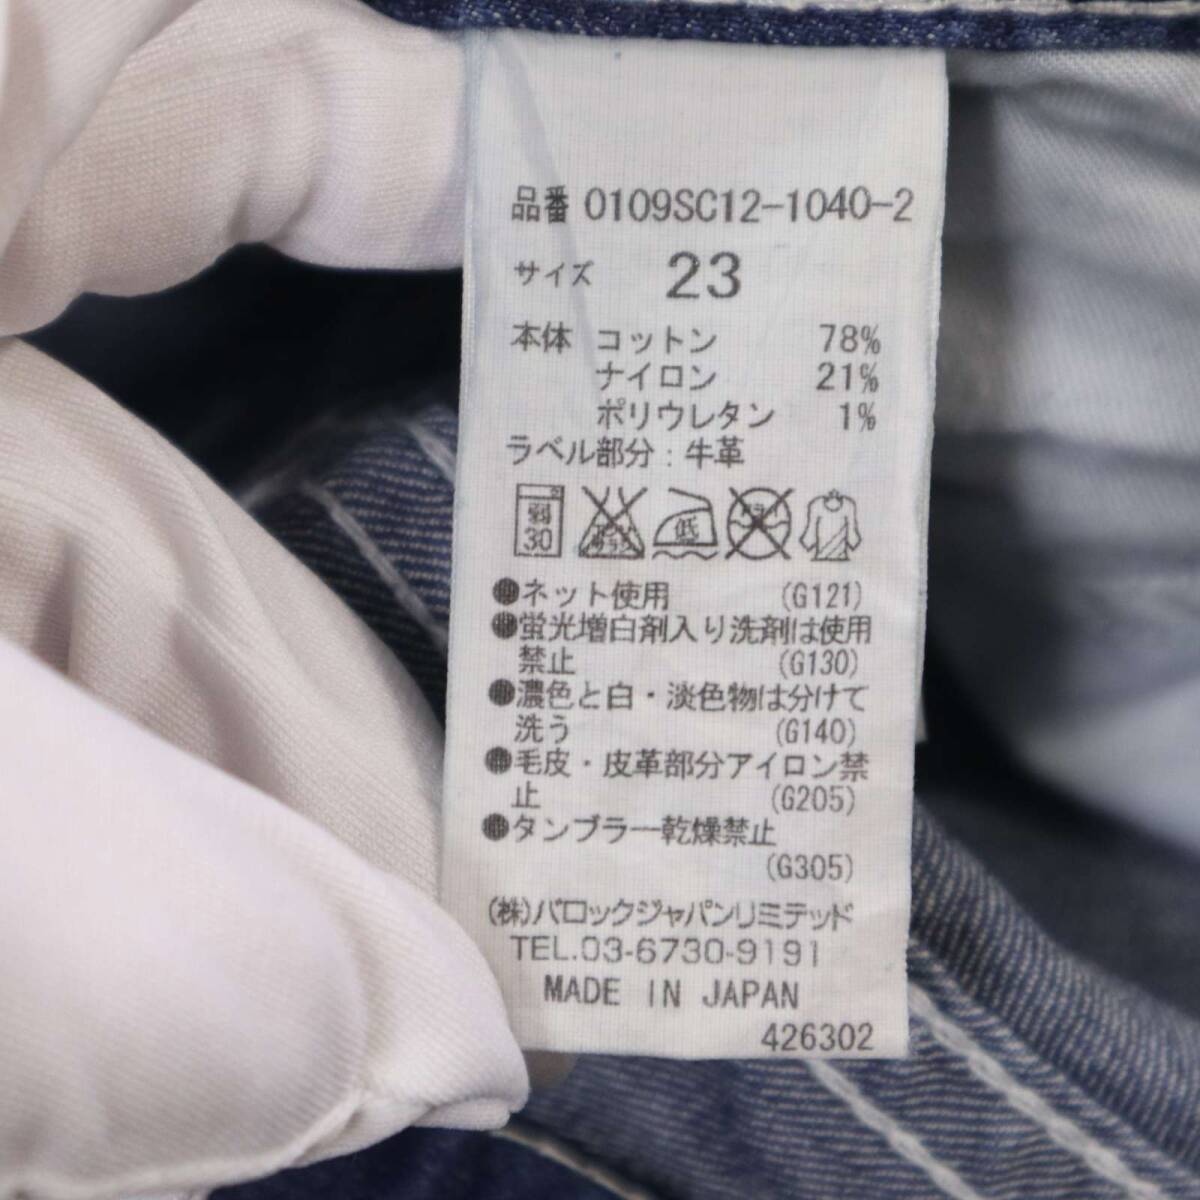 品番 0109SC12-1040-2
サイズ 23
本体 コットン 78%
ナイロン 21%
ポリウレタン 1%
ラベル部分:牛革
弱 30 低
●ネット使用 (G121)
●蛍光増白剤入り洗剤は使用
禁止 (G130)
●濃色と白・淡色物は分けて
洗う (G140)
●毛皮・皮革部分アイロン禁
止 (G205)
●タンブラー乾燥禁止
(G305)
(株)バロックジャパンリミテッド
TEL.03-6730-9191
MADE IN JAPAN
426302